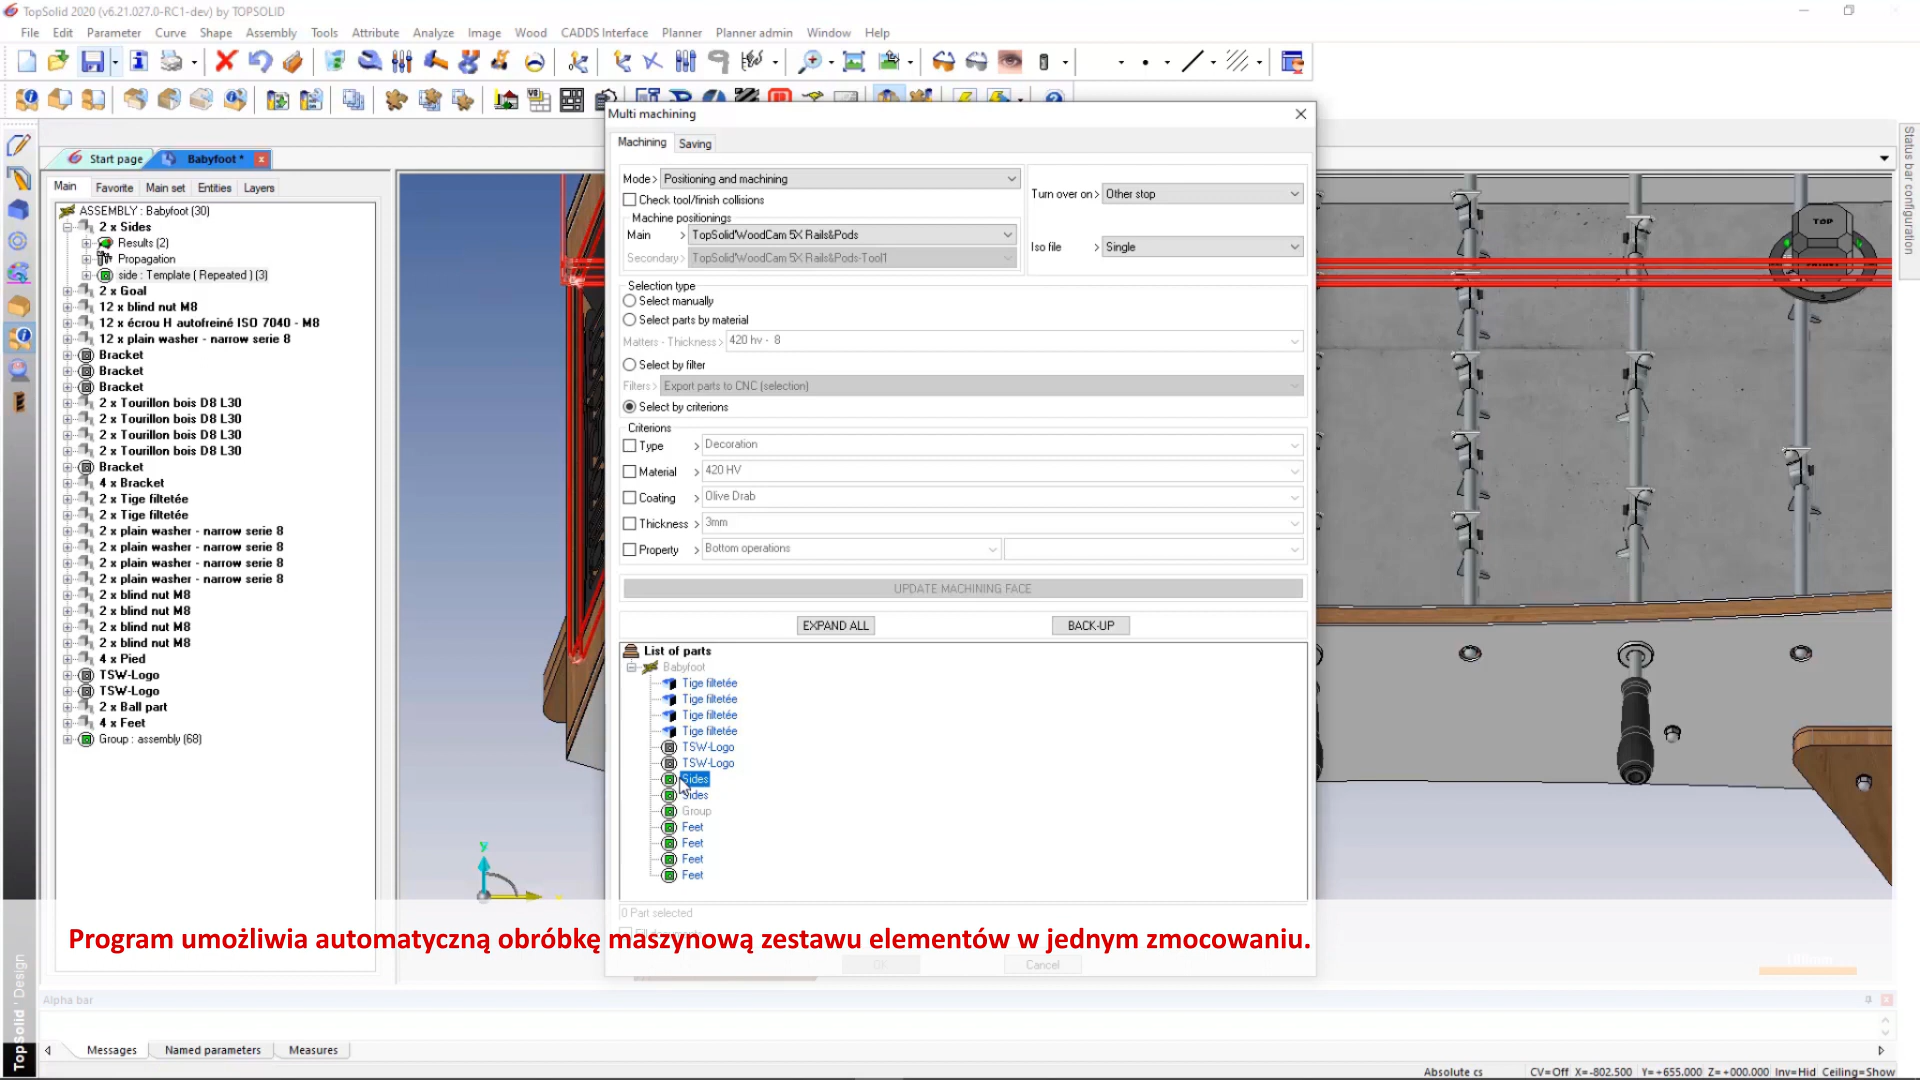 TopSolid 2020 (v6.21.027.0-RC1-dev) by TOPSOLID
File Edit Parameter Curve Shape Assembly Tools Attribute Analyze Image Wood CADDS Interface Planner Planner admin Window Help
Start page
Babyfoot *
Main Favorite Main set Entities Layers
ASSEMBLY : Babyfoot (30)
2 x Sides
Results (2)
Propagation
side : Template ( Repeated ) (3)
2 x Goal
12 x blind nut M8
12 x écrou H autofreiné ISO 7040 - M8
12 x plain washer - narrow serie 8
Bracket
Bracket
Bracket
2 x Tourillon bois D8 L30
2 x Tourillon bois D8 L30
2 x Tourillon bois D8 L30
2 x Tourillon bois D8 L30
Bracket
4 x Bracket
2 x Tige filtetée
2 x Tige filtetée
2 x plain washer - narrow serie 8
2 x plain washer - narrow serie 8
2 x plain washer - narrow serie 8
2 x plain washer - narrow serie 8
2 x blind nut M8
2 x blind nut M8
2 x blind nut M8
2 x blind nut M8
4 x Pied
TSW-Logo
TSW-Logo
2 x Ball part
4 x Feet
Group : assembly (68)
Multi machining
Machining Saving
Mode > Positioning and machining
Check tool/finish collisions
Machine positionings
Main > TopSolid'WoodCam 5X Rails&Pods
Secondary > TopSolid'WoodCam 5X Rails&Pods-Tool1
Turn over on > Other stop
Iso file > Single
Selection type
Select manually
Select parts by material
Matters - Thickness > 420 hv - 8
Select by filter
Filters > Export parts to CNC (selection)
Select by criterions
Criterions
Type > Decoration
Material > 420 HV
Coating > Olive Drab
Thickness > 3mm
Property > Bottom operations
UPDATE MACHINING FACE
EXPAND ALL BACK-UP
List of parts
Babyfoot
Tige filtetée
Tige filtetée
Tige filtetée
Tige filtetée
TSW-Logo
TSW-Logo
Sides
Sides
Group
Feet
Feet
Feet
Feet
0 Part selected
OK Cancel
TOP
y
Status bar configuration
Program umożliwia automatyczną obróbkę maszynową zestawu elementów w jednym zmocowaniu.
TopSolid ' Design
Alpha bar
Messages Named parameters Measures
Absolute cs CV=Off X=-802.500 Y=+655.000 Z=+000.000 Inv=Hid Ceiling=Show